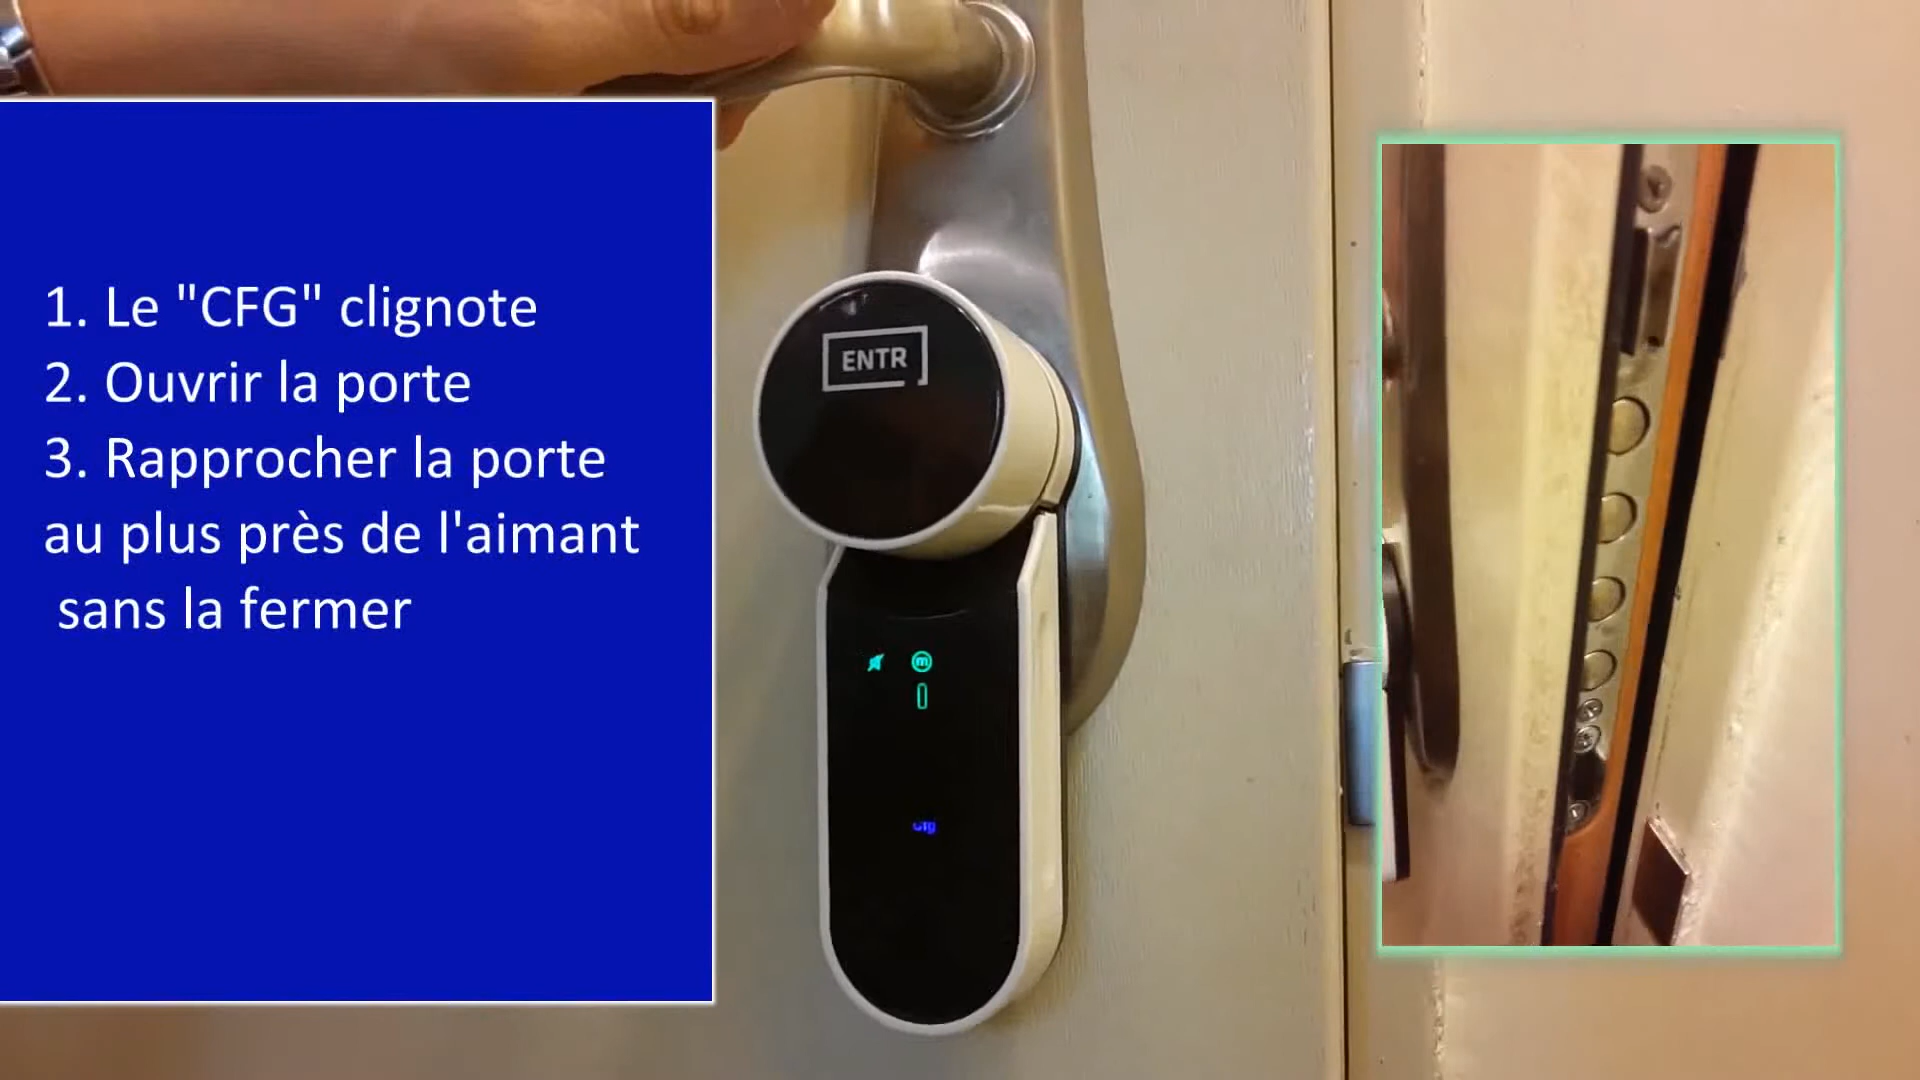 1. Le "CFG" clignote
2. Ouvrir la porte
3. Rapprocher la porte
au plus près de l'aimant
sans la fermer
ENTR
m
cfg